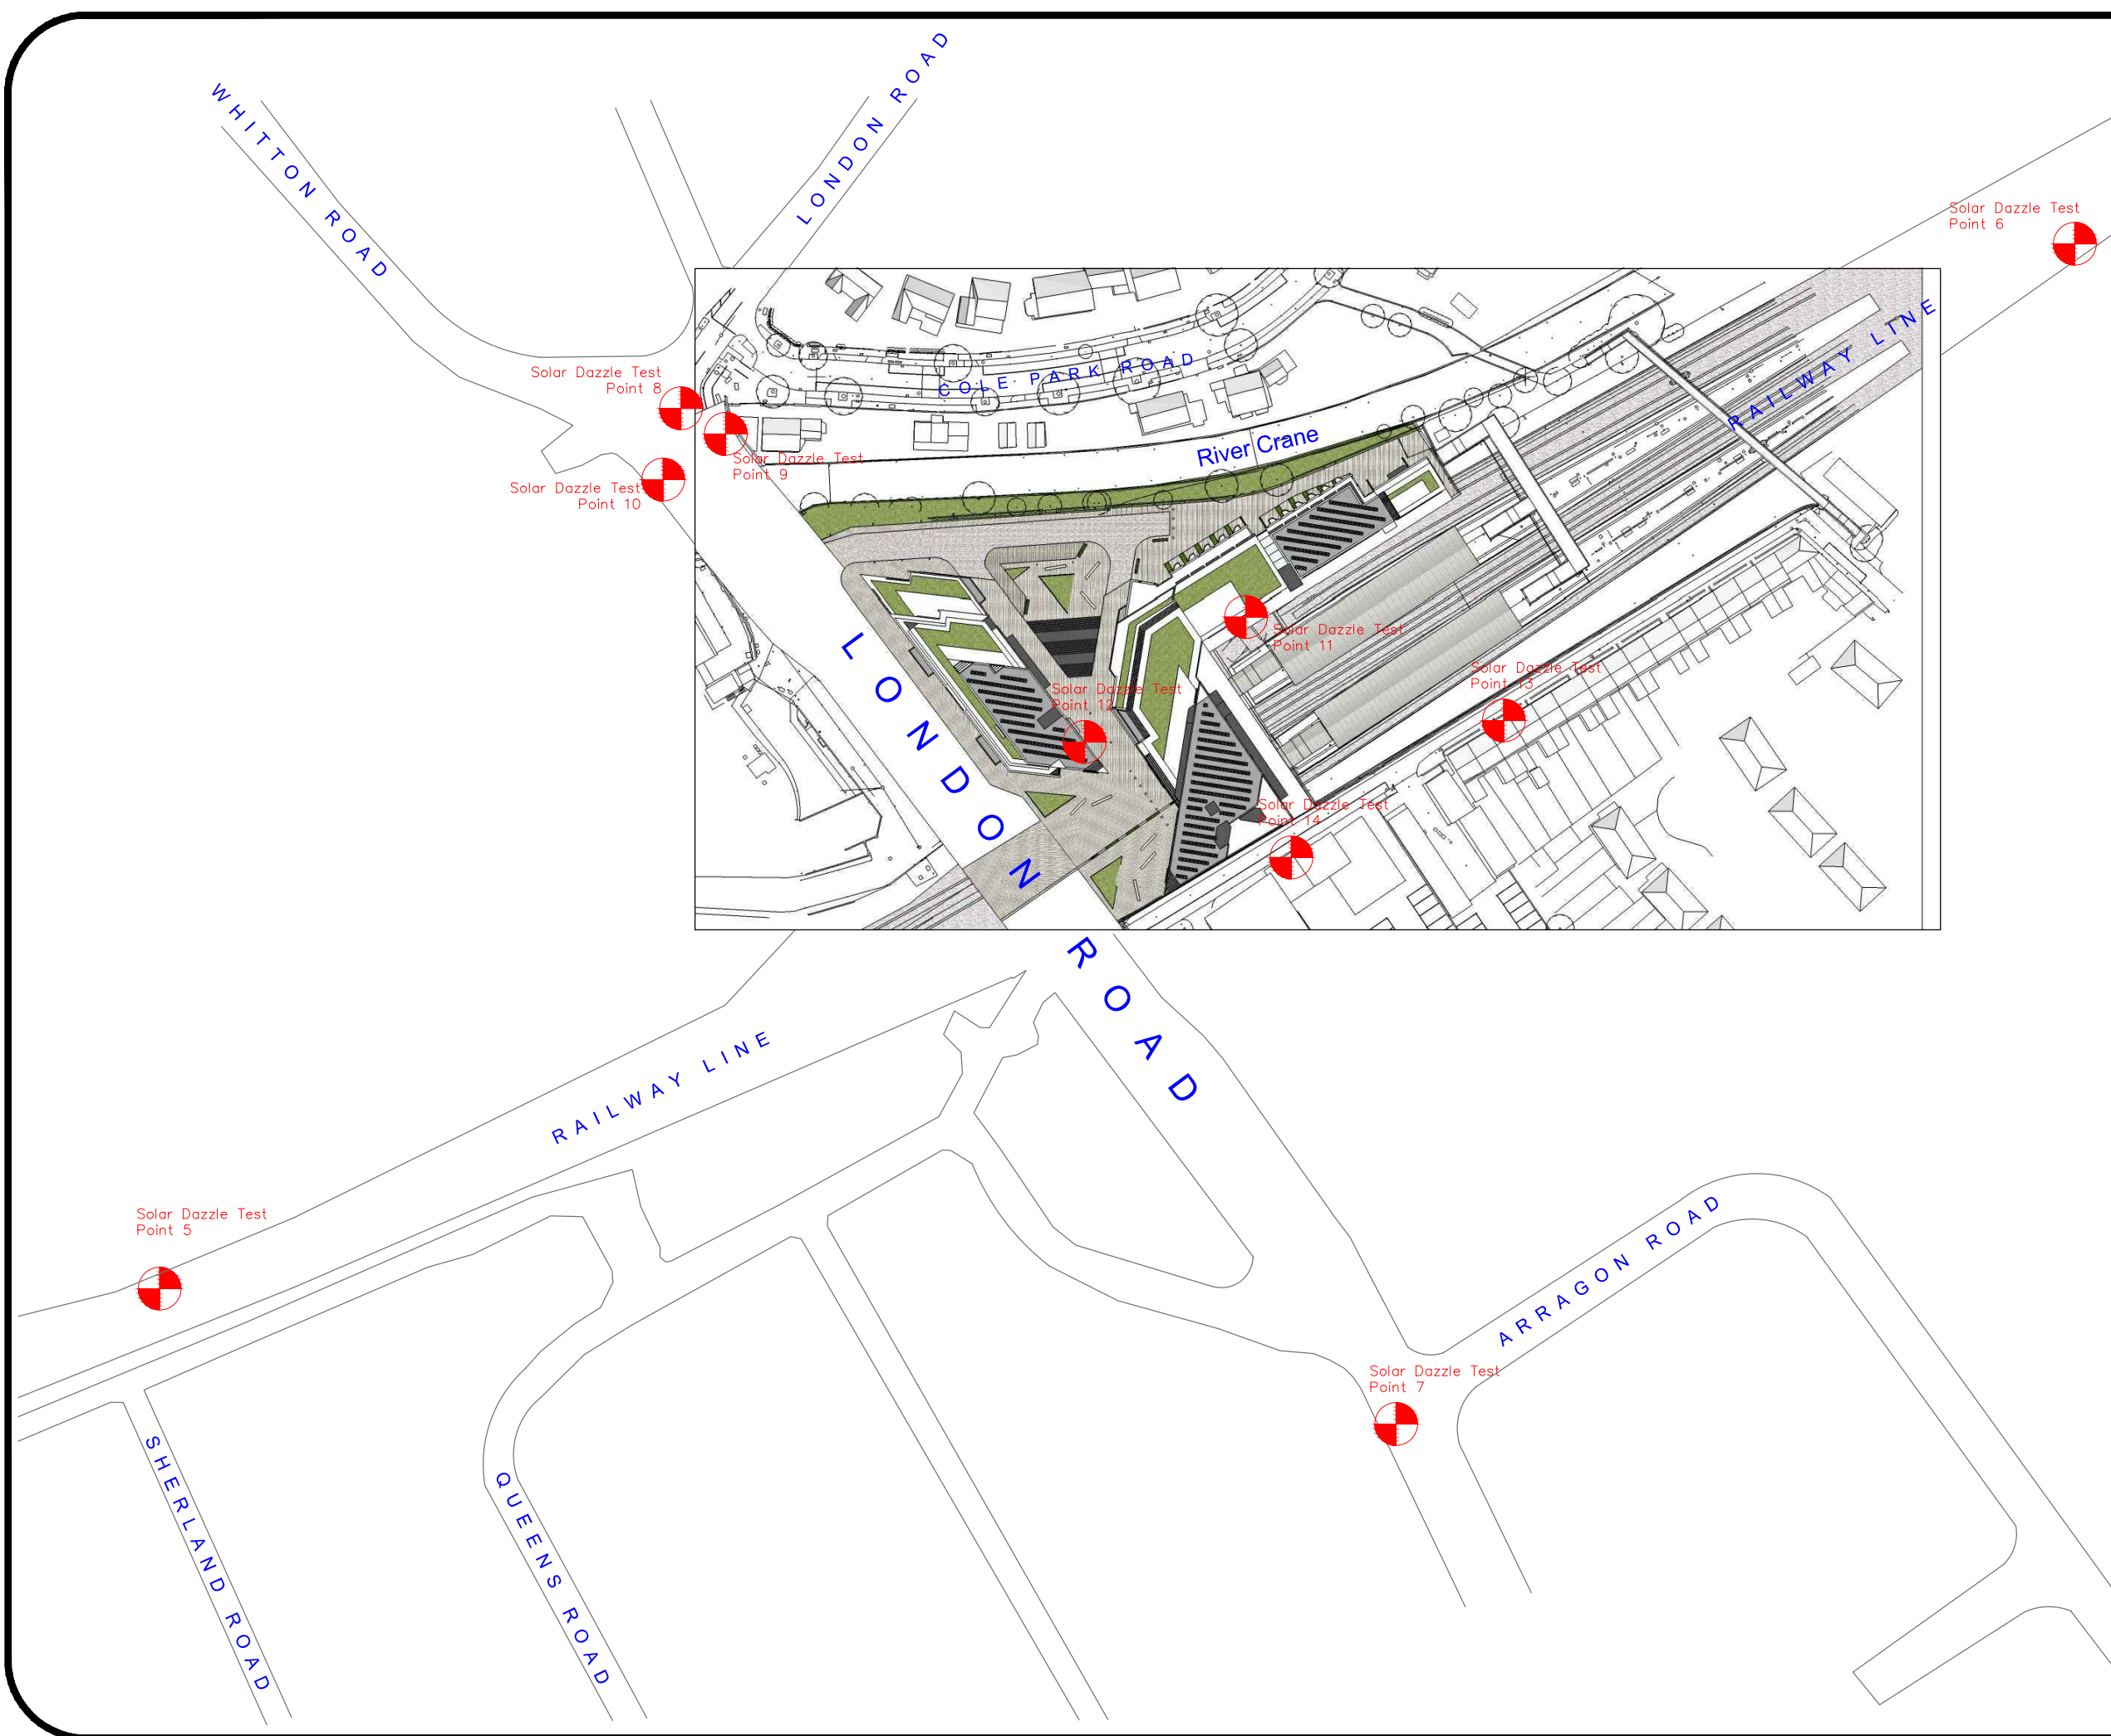 WHITTON ROAD
LONDON ROAD
Solar Dazzle Test
Point 6
RAILWAY LINE
COLE PARK ROAD
Solar Dazzle Test
Point 8
River Crane
Solar Dazzle Test
Point 9
Solar Dazzle Test
Point 10
Solar Dazzle Test
Point 11
Solar Dazzle Test
Point 13
Solar Dazzle Test
Point 12
Solar Dazzle Test
Point 14
LONDON ROAD
RAILWAY LINE
Solar Dazzle Test
Point 5
ARRAGON ROAD
Solar Dazzle Test
Point 7
SHERLAND ROAD
QUEENS ROAD